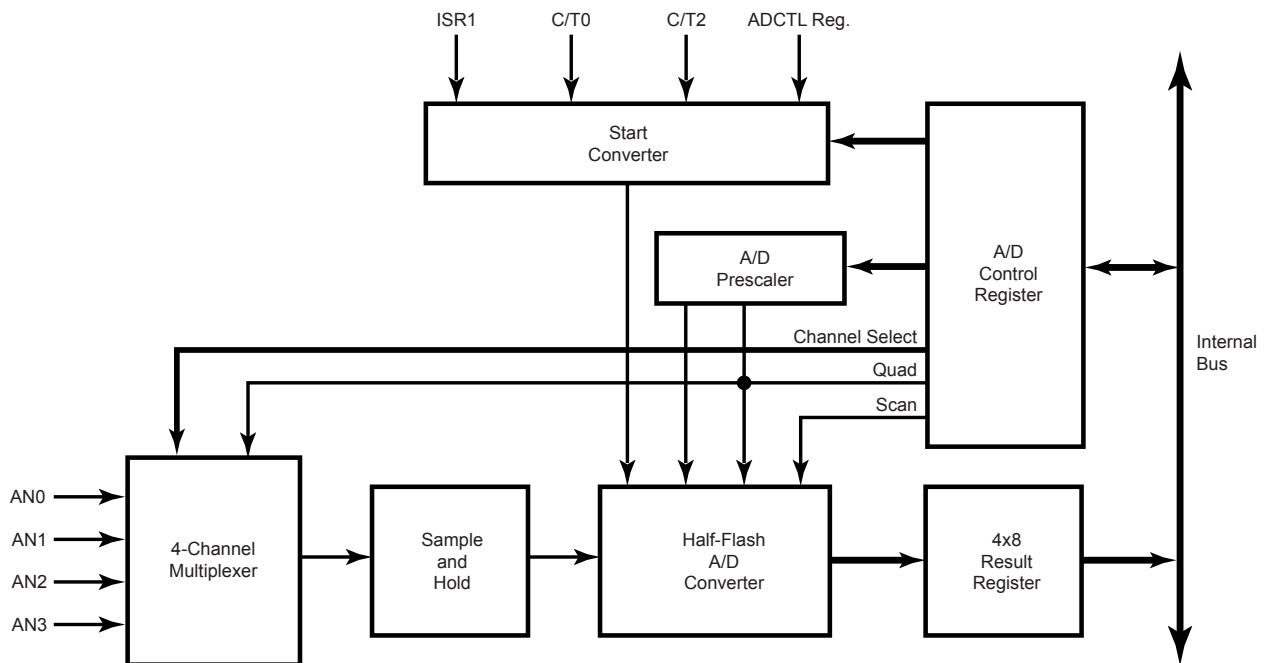 ISR1
C/T0
C/T2
ADCTL Reg.
Start
Converter
A/D
Prescaler
A/D
Control
Register
Channel Select
Quad
Scan
Internal
Bus
AN0
AN1
AN2
AN3
4-Channel
Multiplexer
Sample
and
Hold
Half-Flash
A/D
Converter
4x8
Result
Register